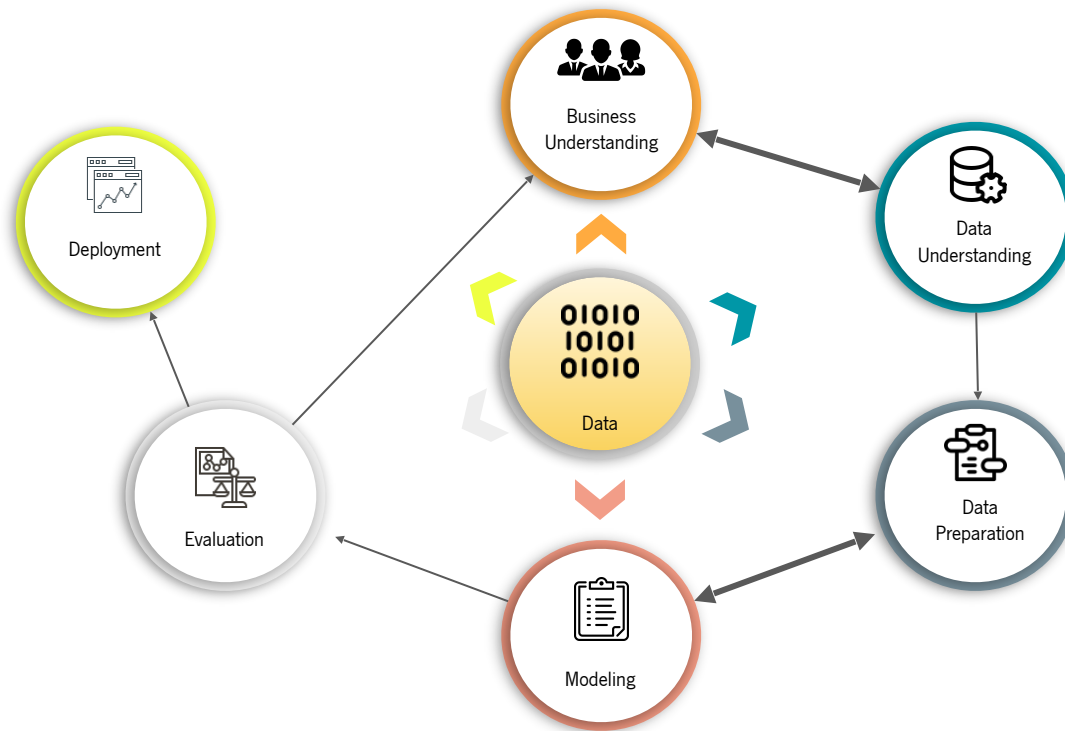 Business
Understanding
Deployment
Data
Understanding
01010
10101
01010
Data
Data
Preparation
Evaluation
Modeling